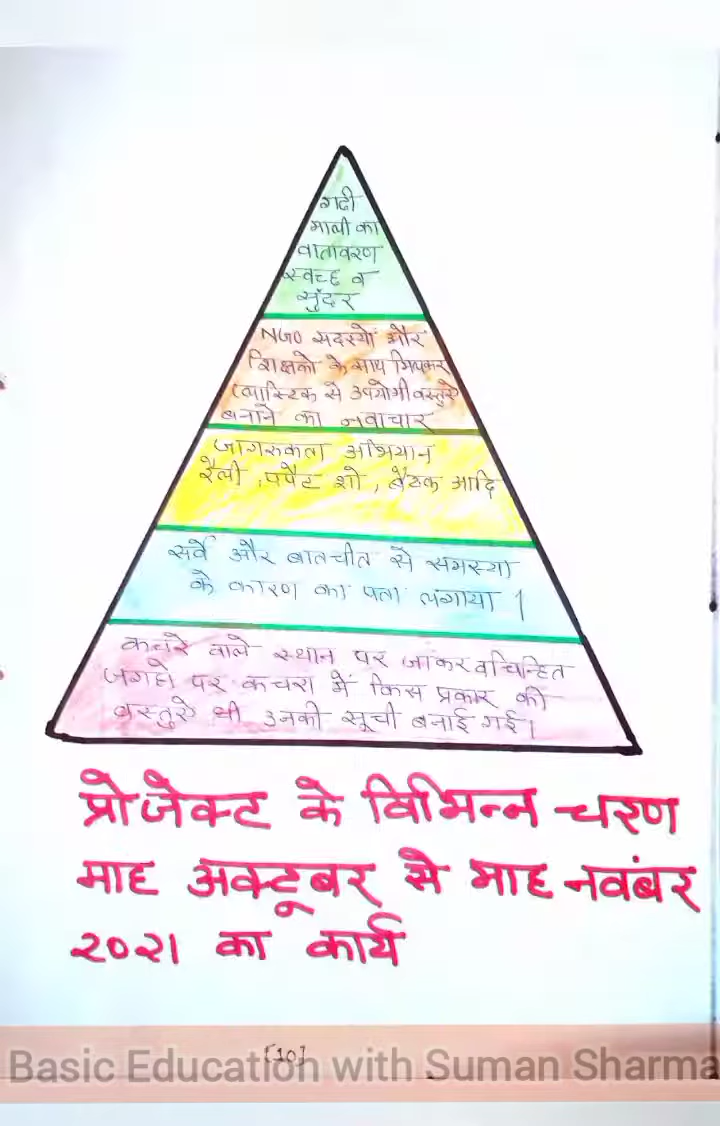 गदी
माली का
वातावरण
स्वच्छ व
सुंदर
NGO सदस्यों और
शिक्षको के साथ मिलकर
प्लास्टिक से उपयोगी वस्तुऐ
बनाने का नवाचार
जागरुकता अभियान
रैली, पपेट शो, बैठक आदि
सर्वे और बातचीत से समस्या
के कारण का पता लगाया।
कचरे वाले स्थान पर जाकर व चिन्हित
जगहो पर कचरा में किस प्रकार की
वस्तुऐ थी उनकी सूची बनाई गई।
प्रोजेक्ट के विभिन्न चरण
माह अक्टूबर से माह नवंबर
२०२१ का कार्य
[10]
Basic Education with Suman Sharma